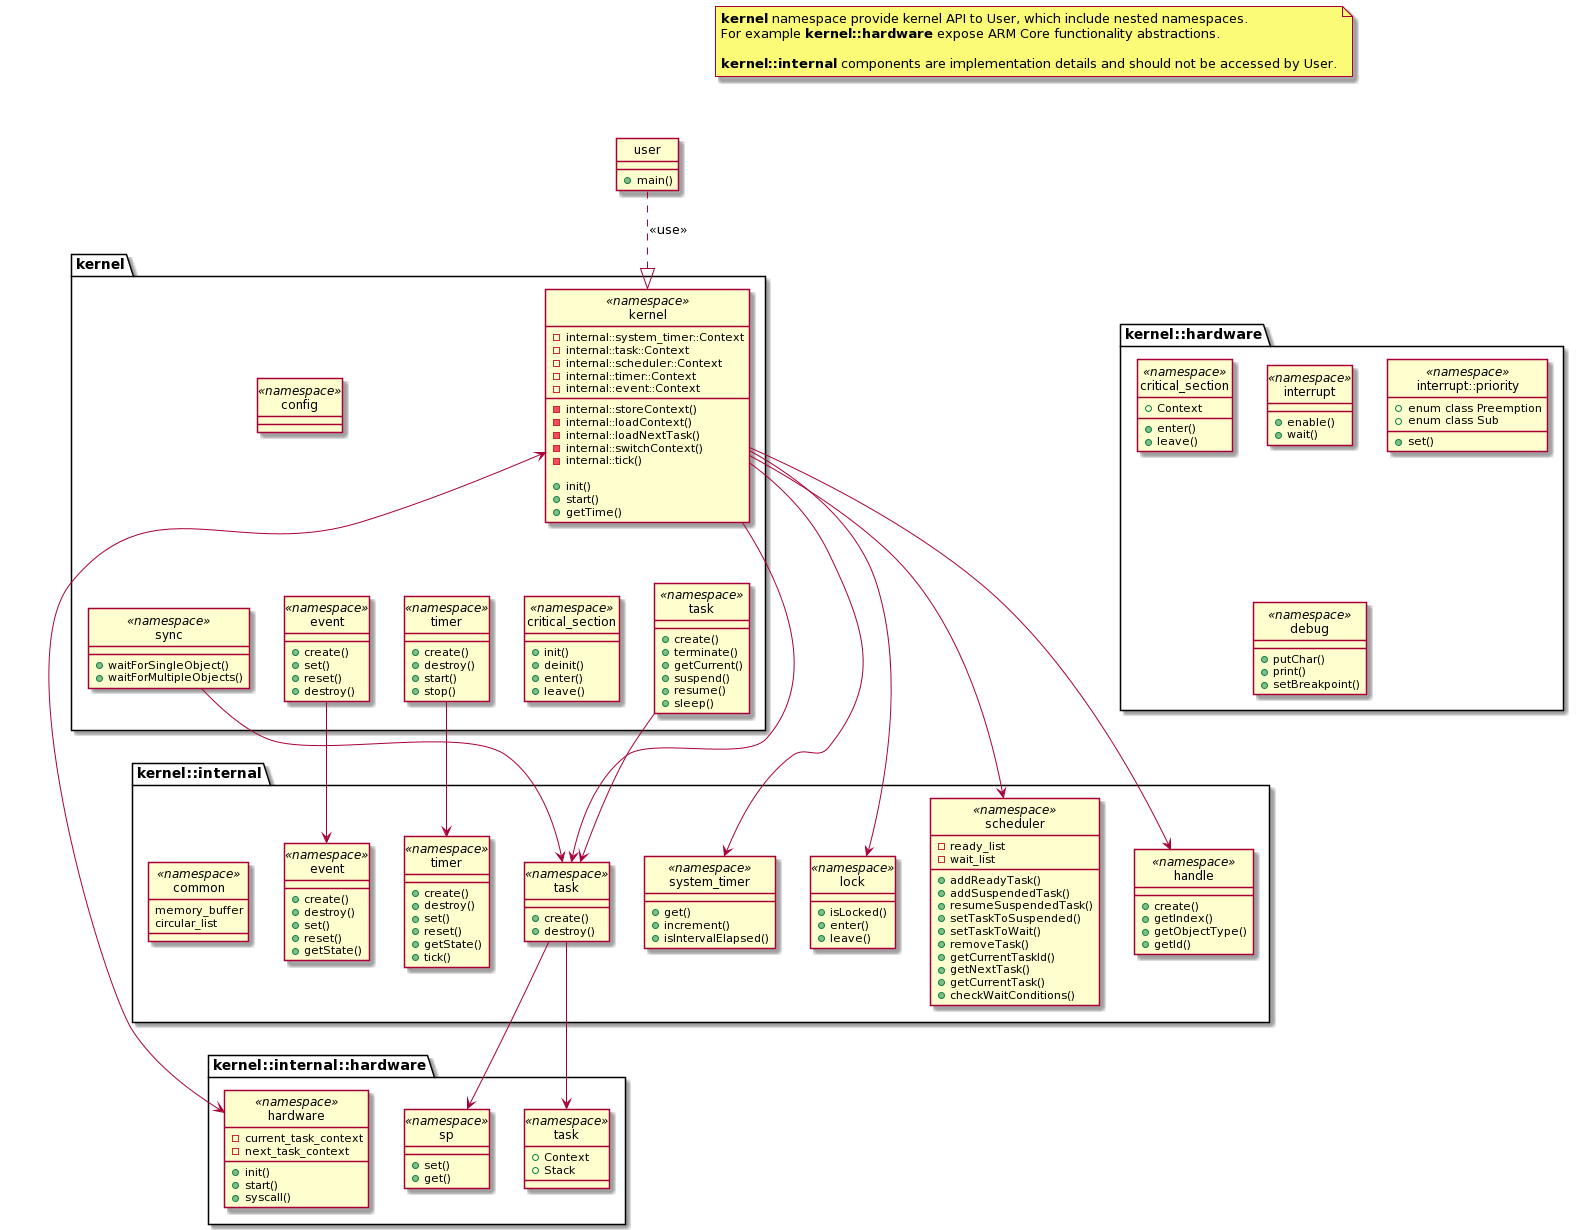 kernel namespace provide kernel API to User, which include nested namespaces.
For example kernel::hardware expose ARM Core functionality abstractions.
kernel::internal components are implementation details and should not be accessed by User.
user
main()
«use»
kernel
«namespace»
kernel
internal::system_timer::Context
internal::task::Context
internal::scheduler::Context
internal::timer::Context
internal::event::Context
internal::storeContext()
internal::loadContext()
internal::loadNextTask()
internal::switchContext()
internal::tick()
init()
start()
getTime()
«namespace»
config
«namespace»
sync
waitForSingleObject()
waitForMultipleObjects()
«namespace»
event
create()
set()
reset()
destroy()
«namespace»
timer
create()
destroy()
start()
stop()
«namespace»
critical_section
init()
deinit()
enter()
leave()
«namespace»
task
create()
terminate()
getCurrent()
suspend()
resume()
sleep()
kernel::hardware
«namespace»
critical_section
Context
enter()
leave()
«namespace»
interrupt
enable()
wait()
«namespace»
interrupt::priority
enum class Preemption
enum class Sub
set()
«namespace»
debug
putChar()
print()
setBreakpoint()
kernel::internal
«namespace»
common
memory_buffer
circular_list
«namespace»
event
create()
destroy()
set()
reset()
getState()
«namespace»
timer
create()
destroy()
set()
reset()
getState()
tick()
«namespace»
task
create()
destroy()
«namespace»
system_timer
get()
increment()
isIntervalElapsed()
«namespace»
lock
isLocked()
enter()
leave()
«namespace»
scheduler
ready_list
wait_list
addReadyTask()
addSuspendedTask()
resumeSuspendedTask()
setTaskToSuspended()
setTaskToWait()
removeTask()
getCurrentTaskId()
getNextTask()
getCurrentTask()
checkWaitConditions()
«namespace»
handle
create()
getIndex()
getObjectType()
getId()
kernel::internal::hardware
«namespace»
hardware
current_task_context
next_task_context
init()
start()
syscall()
«namespace»
sp
set()
get()
«namespace»
task
Context
Stack